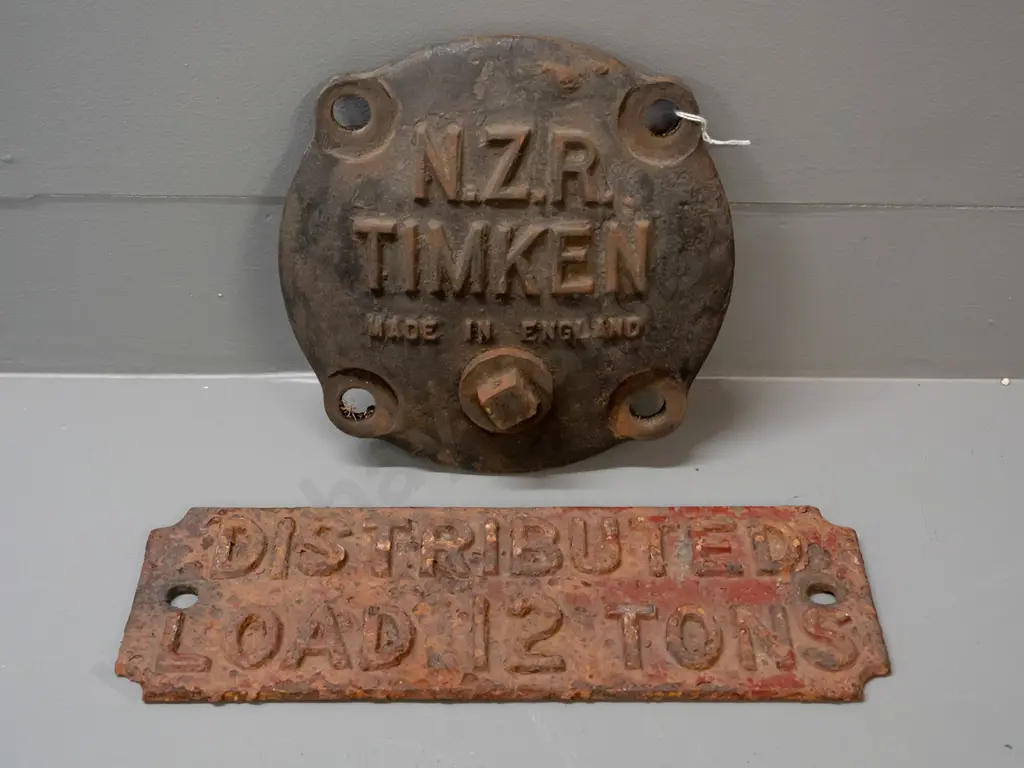 N.Z.R.
TIMKEN
MADE IN ENGLAND
DISTRIBUTED
LOAD 12 TONS